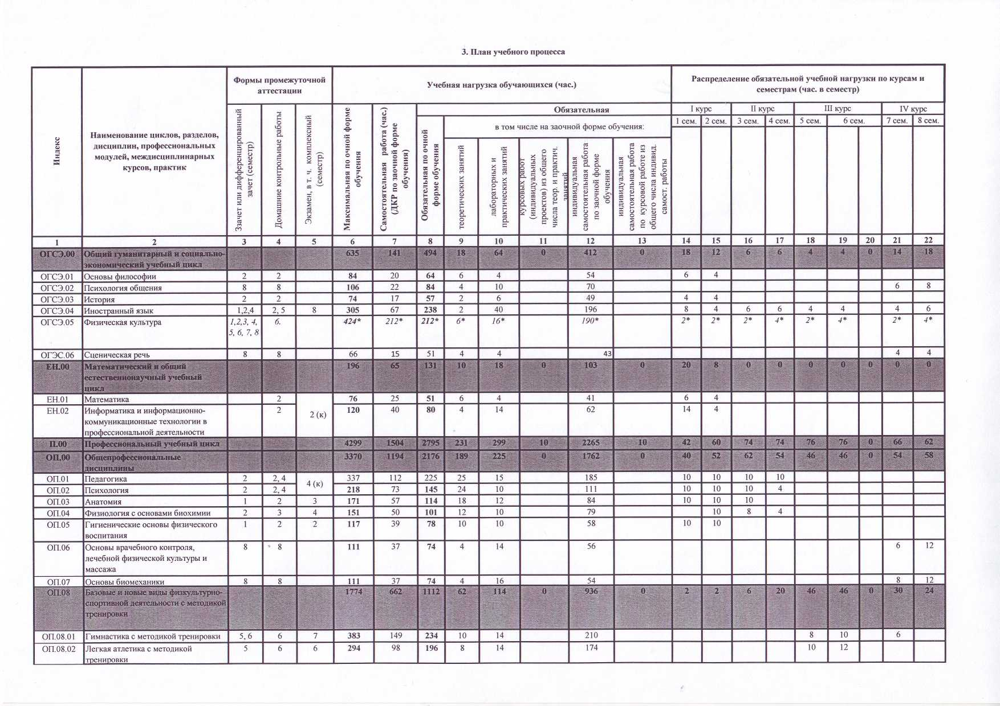 3. План учебного процесса
Индекс
Наименование циклов, разделов,
дисциплин, профессиональных
модулей, междисциплинарных
курсов, практик
Формы промежуточной
аттестации
Учебная нагрузка обучающихся (час.)
Распределение обязательной учебной нагрузки по курсам и
семестрам (час. в семестр)
Ззачет или дифференцированный
зачет (семестр)
Домашние контрольные работы
Экзамен, в т. ч. комплексный
(семестр)
Максимальная по очной форме
обучения
Самостоятельная работа (час.)
(ДКР по заочной форме
обучения)
Обязательная
I курс II курс III курс IV курс
Обязательная по очной
форме обучения
в том числе на заочной форме обучения:
1 сем. 2 сем. 3 сем. 4 сем. 5 сем. 6 сем. 7 сем. 8 сем.
теоретических занятий
лабораторных и
практических занятий
курсовых работ
(индивидуальных
проектов) из общего
числа теор. и практич.
занятий
индивидуальная
самостоятельная работа
по заочной форме
обучения
индивидуальная
самостоятельная работа
по курсовой работе из
общего числа индивид.
самост. работы
1 2 3 4 5 6 7 8 9 10 11 12 13 14 15 16 17 18 19 20 21 22
ОГСЭ.00 Общий гуманитарный и социально- 635 141 494 18 64 0 412 0 18 12 6 6 4 4 0 14 18
экономический учебный цикл
ОГСЭ.01 Основы философии 2 2 84 20 64 6 4 54 6 4
ОГСЭ.02 Психология общения 8 8 106 22 84 4 10 70 6 8
ОГСЭ.03 История 2 2 74 17 57 2 6 49 4 4
ОГСЭ.04 Иностранный язык 1,2,4 2, 5 8 305 67 238 2 40 196 8 4 6 6 4 4 4 6
ОГСЭ.05 Физическая культура 1,2,3, 4, 6. 424* 212* 212* 6* 16* 190* 2* 2* 2* 4* 2* 4* 2* 4*
5, 6, 7, 8
ОГЭС.06 Сценическая речь 8 8 66 15 51 4 4 43 4 4
ЕН.00 Математический и общий 196 65 131 10 18 0 103 0 20 8 0 0 0 0 0 0 0
естественнонаучный учебный
цикл
ЕН.01 Математика 2 76 25 51 6 4 41 6 4
ЕН.02 Информатика и информационно- 2 2 (к) 120 40 80 4 14 62 14 4
коммуникационные технологии в
профессиональной деятельности
П.00 Профессиональный учебный цикл 4299 1504 2795 231 299 10 2265 10 42 60 74 74 76 76 0 66 62
ОП.00 Общепрофессиональные 3370 1194 2176 189 225 0 1762 0 40 52 62 54 46 46 0 54 58
дисциплины
ОП.01 Педагогика 2 2, 4 4 (к) 337 112 225 25 15 185 10 10 10 10
ОП.02 Психология 2 2, 4 218 73 145 24 10 111 10 10 10 4
ОП.03 Анатомия 1 2 3 171 57 114 18 12 84 10 10 10
ОП.04 Физиология с основами биохимии 2 3 4 151 50 101 12 10 79 10 8 4
ОП.05 Гигиенические основы физического 1 2 2 117 39 78 10 10 58 10 10
воспитания
ОП.06 Основы врачебного контроля, 8 8 111 37 74 4 14 56 6 12
лечебной физической культуры и
массажа
ОП.07 Основы биомеханики 8 8 111 37 74 4 16 54 8 12
ОП.08 Базовые и новые виды физкультурно- 1774 662 1112 62 114 0 936 0 2 2 6 20 46 46 0 30 24
спортивной деятельности с методикой
тренировки
ОП.08.01 Гимнастика с методикой тренировки 5, 6 6 7 383 149 234 10 14 210 8 10 6
ОП.08.02 Легкая атлетика с методикой 5 6 6 294 98 196 8 14 174 10 12
тренировки